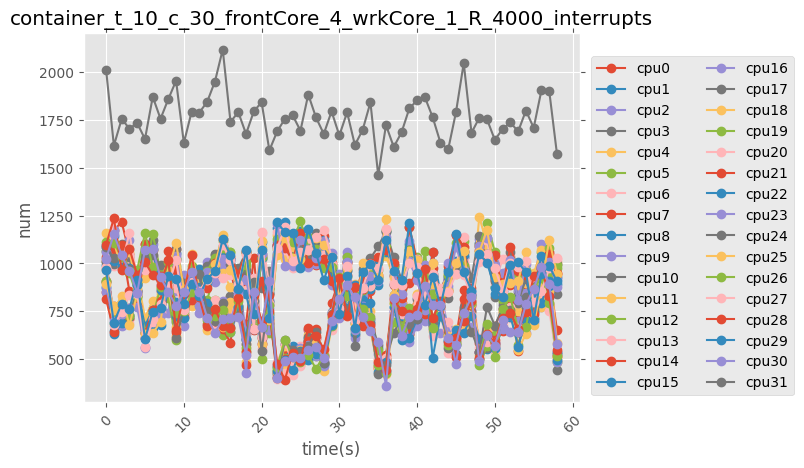 container_t_10_c_30_frontCore_4_wrkCore_1_R_4000_interrupts
num
2000
1750
1500
1250
1000
750
500
0
10
20
30
40
50
60
time(s)
cpu0
cpu1
cpu2
cpu3
cpu4
cpu5
cpu6
cpu7
cpu8
cpu9
cpu10
cpu11
cpu12
cpu13
cpu14
cpu15
cpu16
cpu17
cpu18
cpu19
cpu20
cpu21
cpu22
cpu23
cpu24
cpu25
cpu26
cpu27
cpu28
cpu29
cpu30
cpu31